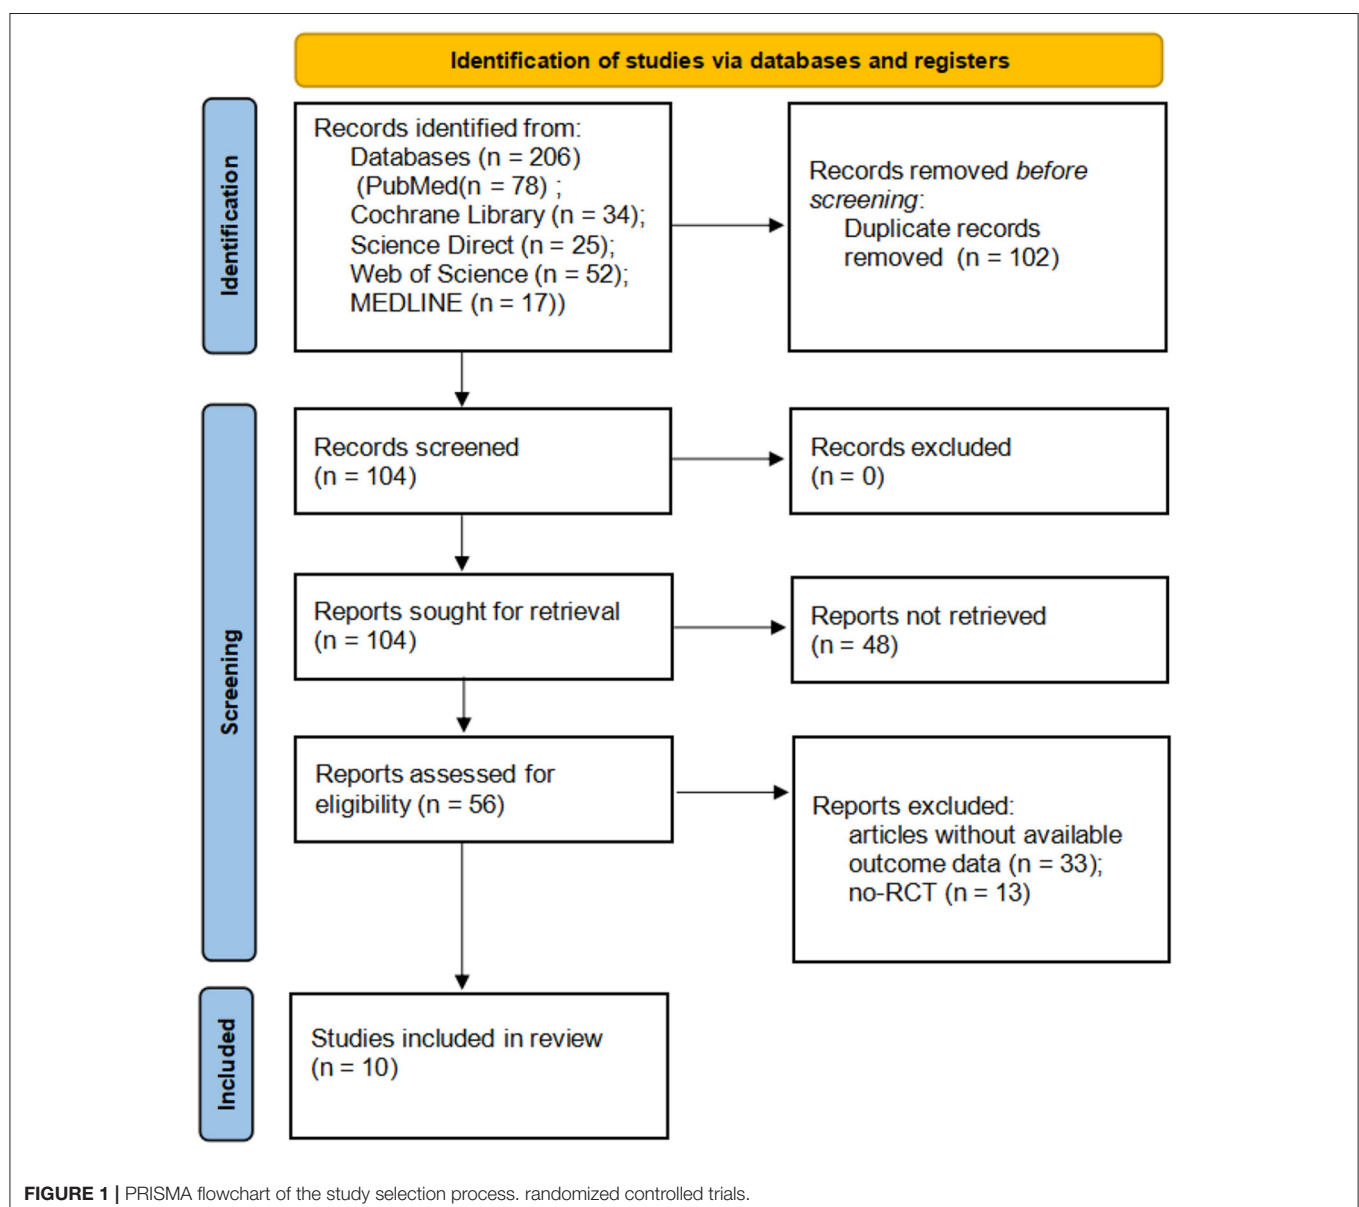 Identification of studies via databases and registers
Identification
Records identified from:
Databases (n = 206)
(PubMed(n = 78) ;
Cochrane Library (n = 34);
Science Direct (n = 25);
Web of Science (n = 52);
MEDLINE (n = 17))
Records removed before
screening:
Duplicate records
removed (n = 102)
Screening
Records screened
(n = 104)
Records excluded
(n = 0)
Reports sought for retrieval
(n = 104)
Reports not retrieved
(n = 48)
Reports assessed for
eligibility (n = 56)
Reports excluded:
articles without available
outcome data (n = 33);
no-RCT (n = 13)
Included
Studies included in review
(n = 10)
FIGURE 1 | PRISMA flowchart of the study selection process. randomized controlled trials.